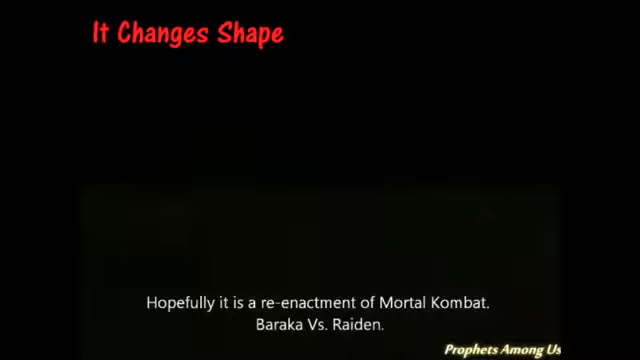 It Changes Shape
Hopefully it is a re-enactment of Mortal Kombat.
Baraka Vs. Raiden.
Prophets Among Us